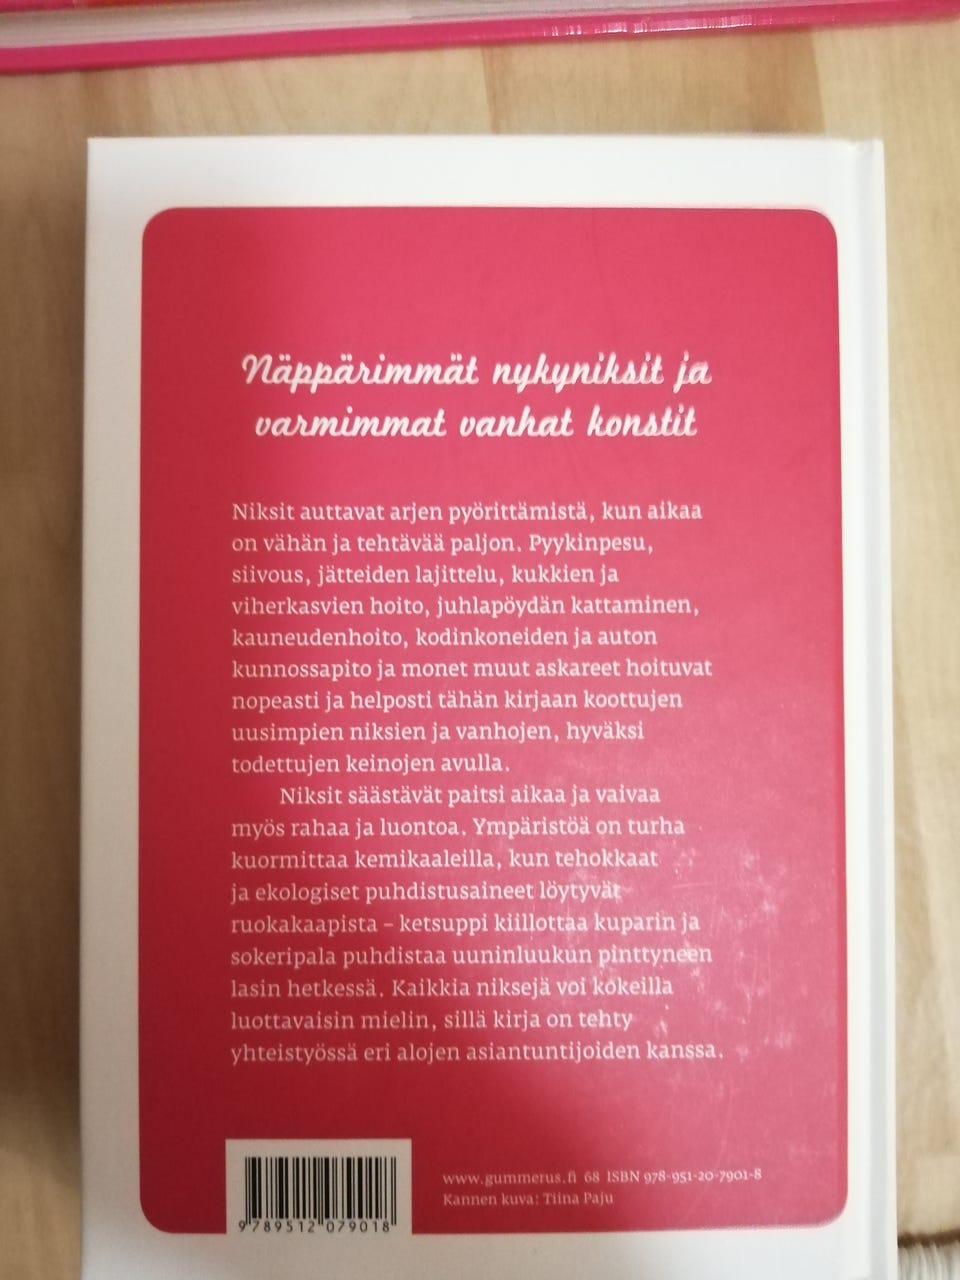 Näppärimmät nykyniksit ja
varmimmat vanhat konstit
Niksit auttavat arjen pyörittämistä, kun aikaa
on vähän ja tehtävää paljon. Pyykinpesu,
siivous, jätteiden lajittelu, kukkien ja
viherkasvien hoito, juhlapöydän kattaminen,
kauneudenhoito, kodinkoneiden ja auton
kunnossapito ja monet muut askareet hoituvat
nopeasti ja helposti tähän kirjaan koottujen
uusimpien niksien ja vanhojen, hyväksi
todettujen keinojen avulla.
Niksit säästävät paitsi aikaa ja vaivaa
myös rahaa ja luontoa. Ympäristöä on turha
kuormittaa kemikaaleilla, kun tehokkaat
ja ekologiset puhdistusaineet löytyvät
ruokakaapista – ketsuppi kiillottaa kuparin ja
sokeripala puhdistaa uuninluukun pinttyneen
lasin hetkessä. Kaikkia niksejä voi kokeilla
luottavaisin mielin, sillä kirja on tehty
yhteistyössä eri alojen asiantuntijoiden kanssa.
www.gummerus.fi 68 ISBN 978-951-20-7901-8
Kannen kuva: Tiina Paju
9 789512 079018